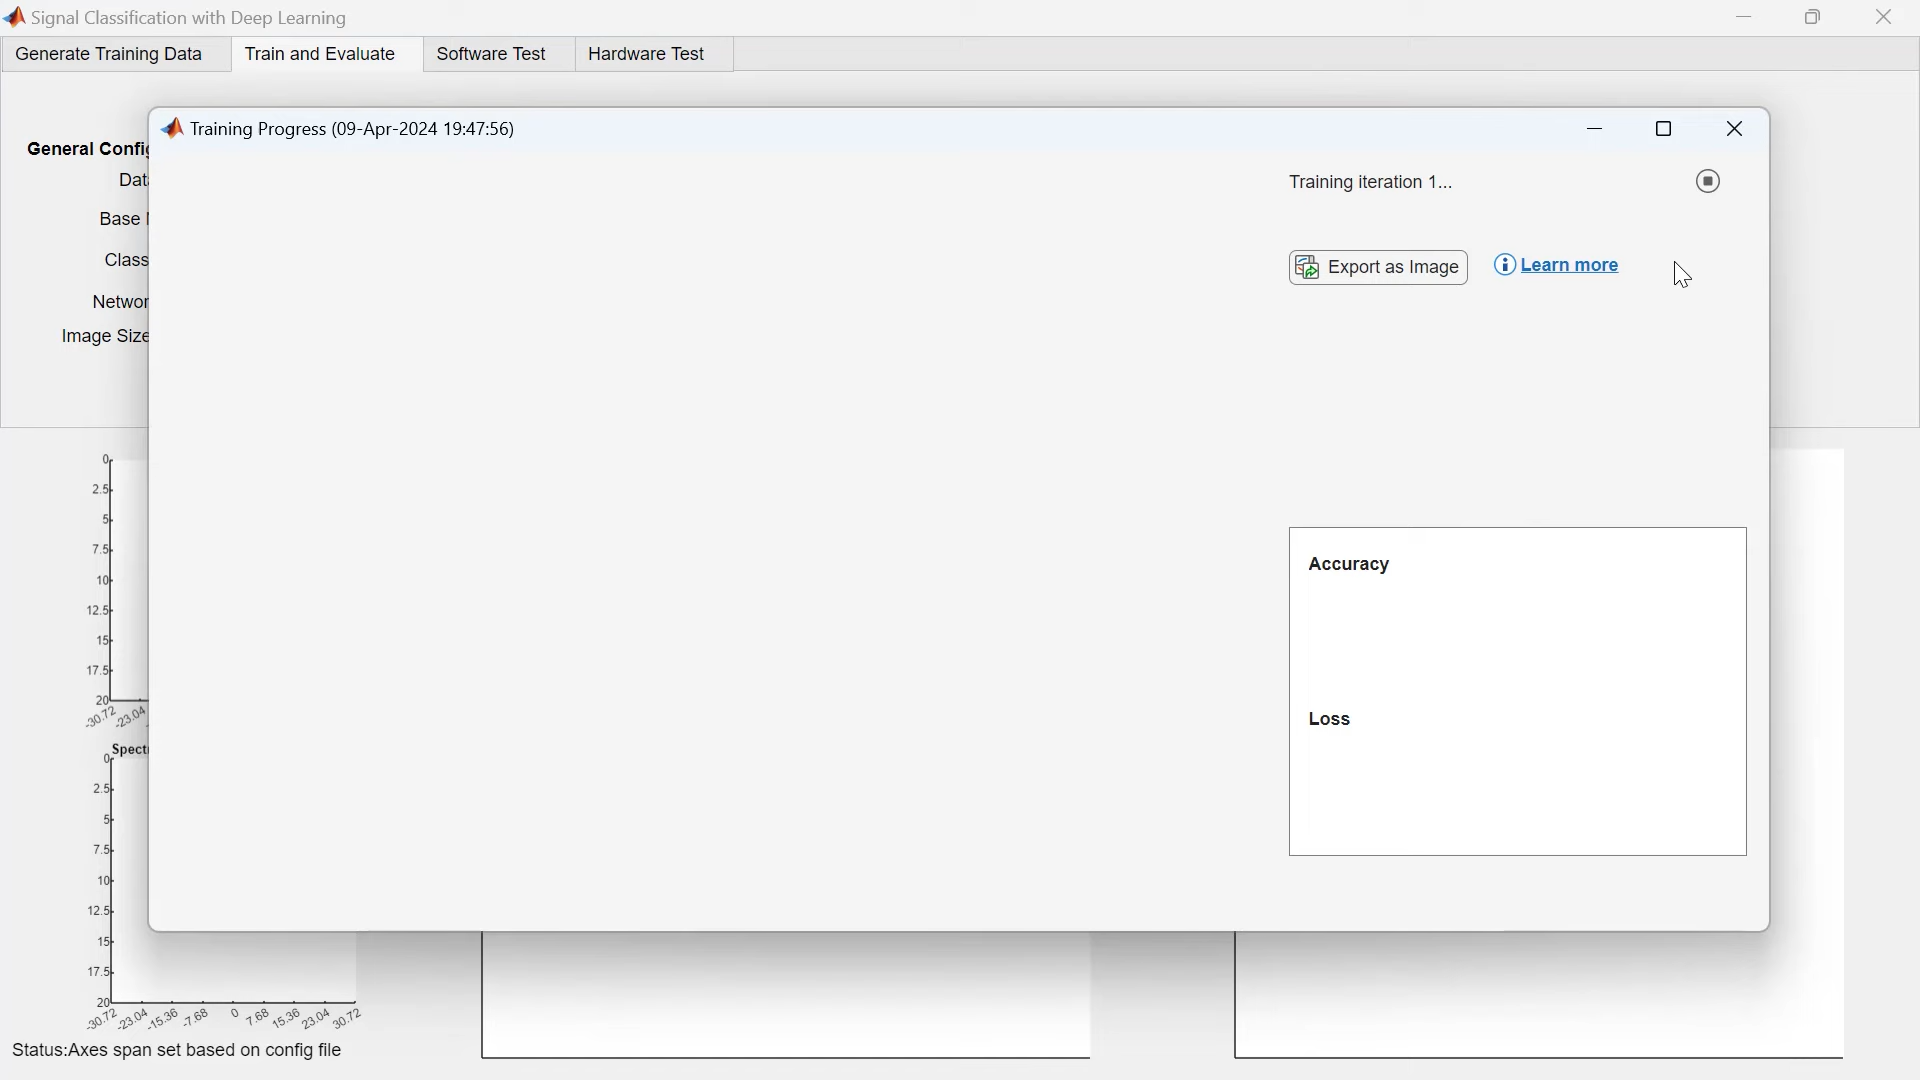 Signal Classification with Deep Learning
Generate Training Data
Train and Evaluate
Software Test
Hardware Test
Training Progress (09-Apr-2024 19:47:56)
Training iteration 1...
Export as Image
Learn more
Accuracy
Loss
General Config
Data
Base
Class
Networ
Image Size
0
2.5
5
7.5
10
12.5
15
17.5
20
-30.72
-23.04
Spectr
0
2.5
5
7.5
10
12.5
15
17.5
20
-30.72
-23.04
-15.36
-7.68
0
7.68
15.36
23.04
30.72
Status:Axes span set based on config file